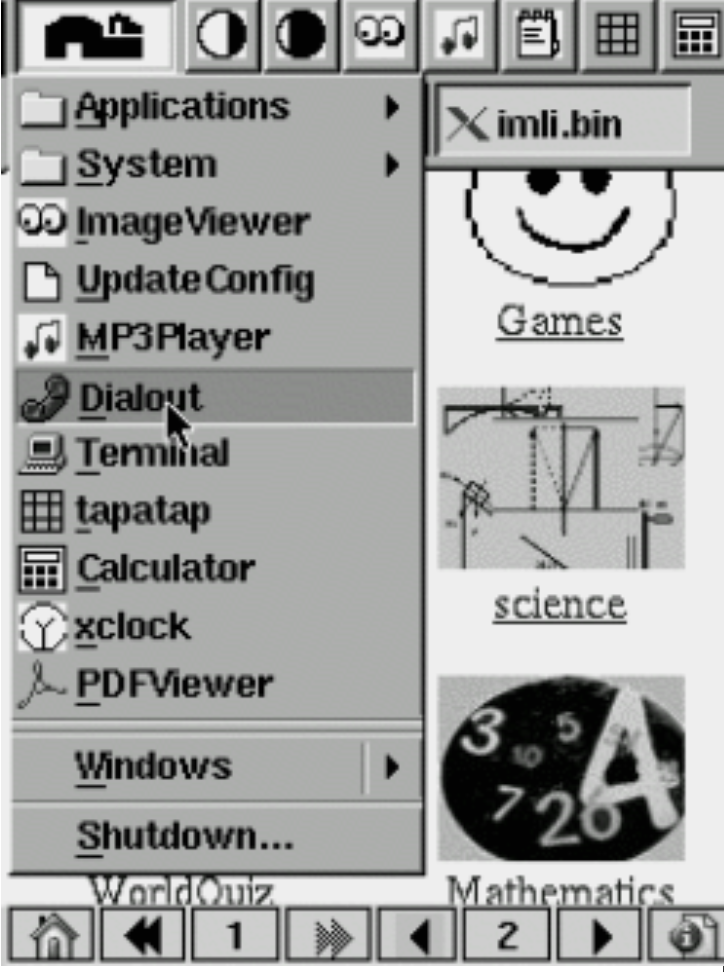 imli.bin
Applications
System
ImageViewer
UpdateConfig
MP3Player
Dialout
Terminal
tapatap
Calculator
xclock
PDFViewer
Windows
Shutdown...
Games
science
3 5 10 7 20 4
WorldQuiz
Mathematics
1
2